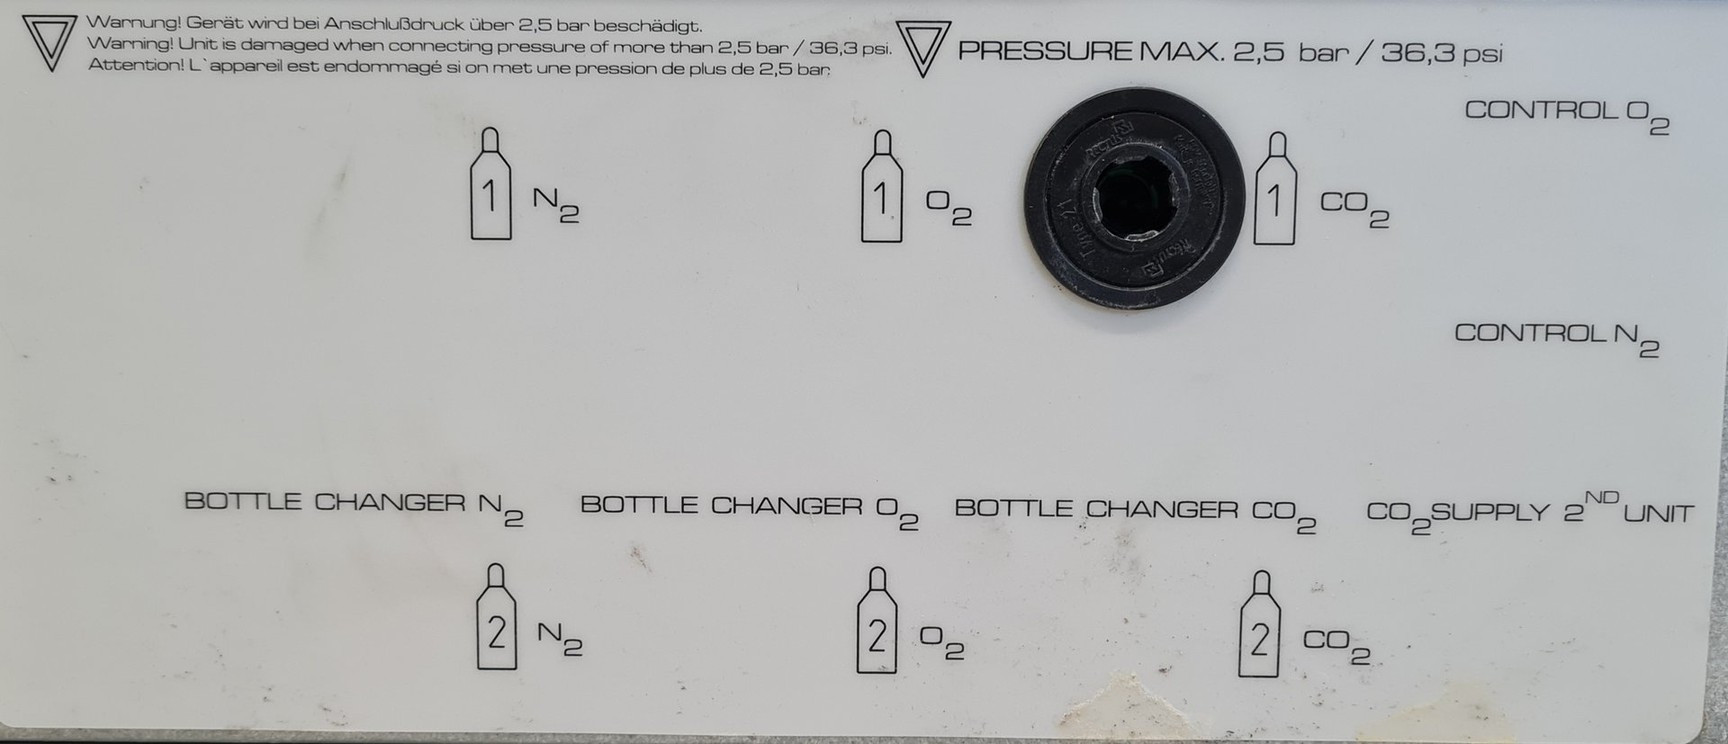 Warnung! Gerät wird bei Anschlußdruck über 2,5 bar beschädigt.
Warning! Unit is damaged when connecting pressure of more than 2,5 bar / 36,3 psi.
Attention! L`appareil est endommagé si on met une pression de plus de 2,5 bar.
PRESSURE MAX. 2,5 bar / 36,3 psi
CONTROL O₂
1 N₂
1 O₂
Rectus
Type 21
Rectus
1 CO₂
CONTROL N₂
BOTTLE CHANGER N₂
BOTTLE CHANGER O₂
BOTTLE CHANGER CO₂
CO₂ SUPPLY 2ᴺᴰ UNIT
2 N₂
2 O₂
2 CO₂